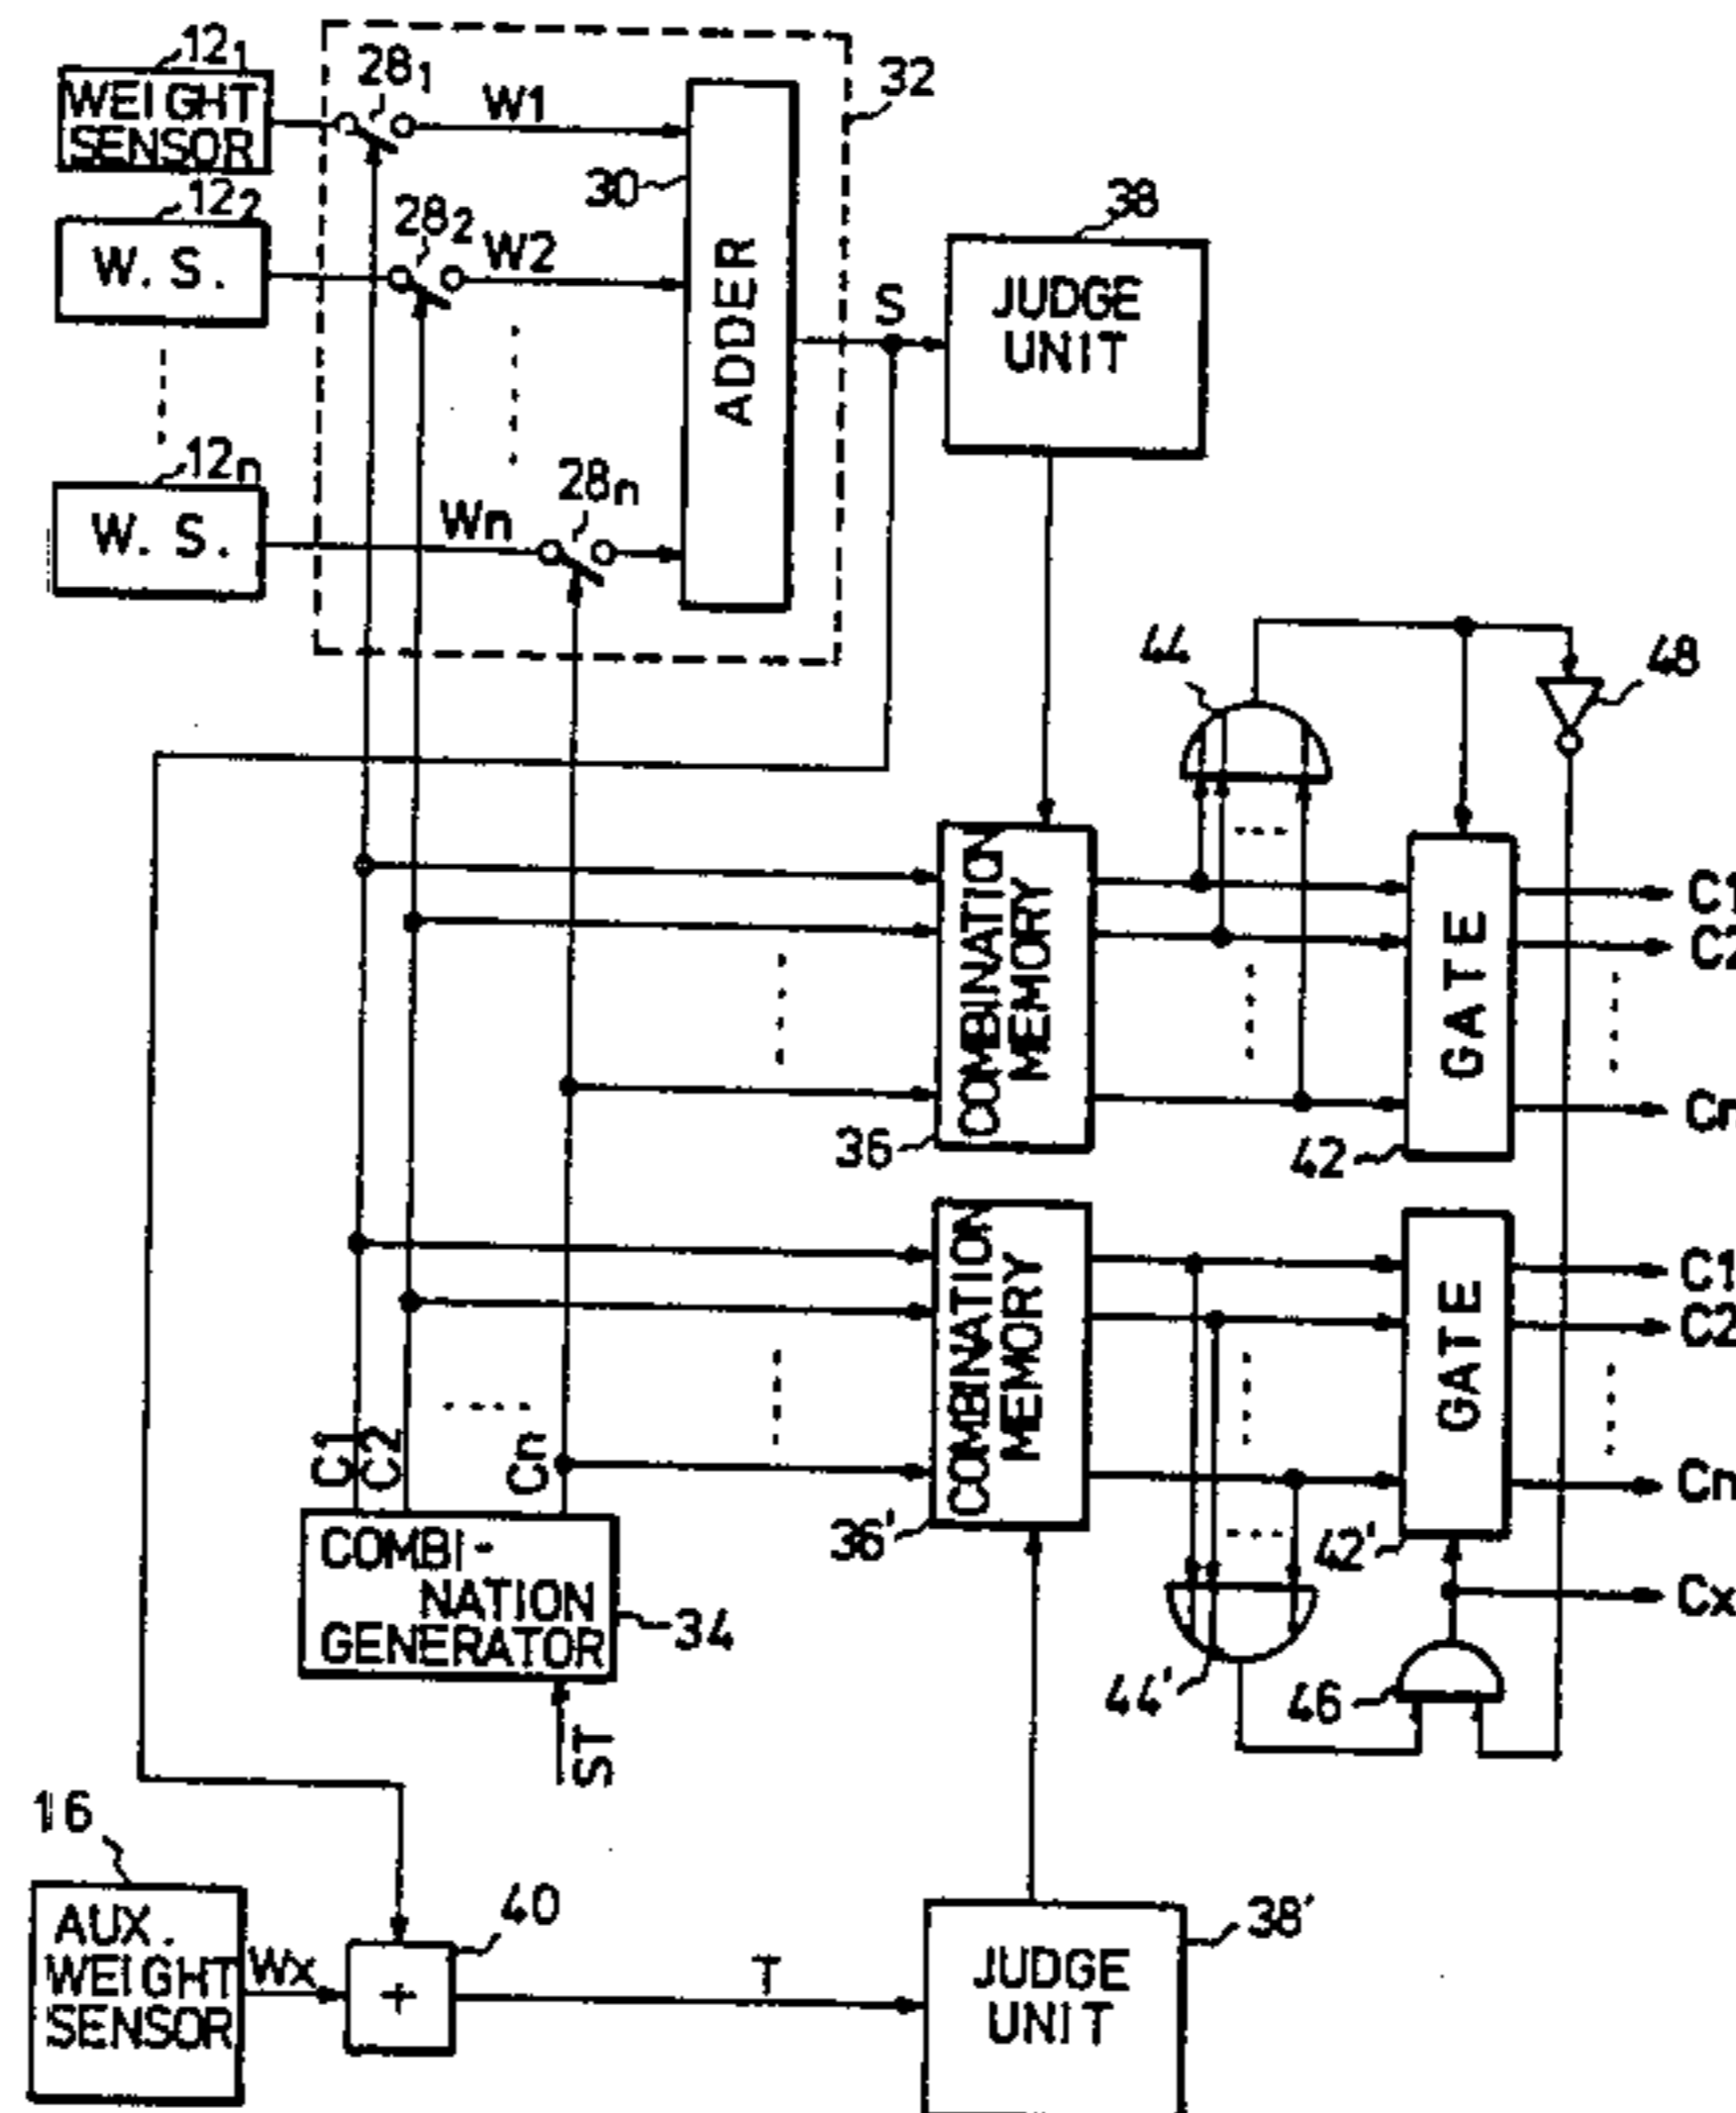 12₁
WEIGHT
SENSOR
28₁
W1
32
12₂
W. S.
28₂
W2
30
ADDER
S
38
JUDGE
UNIT
12n
W. S.
Wn
28n
44
48
COMBINATION
MEMORY
36
GATE
42
C1
C2
Cn
COMBINATION
MEMORY
36'
GATE
42'
C1
C2
Cn
Cx
44'
46
C1
C2
Cn
COMBI-
NATION
GENERATOR
34
ST
16
AUX.
WEIGHT
SENSOR
Wx
40
+
T
38'
JUDGE
UNIT